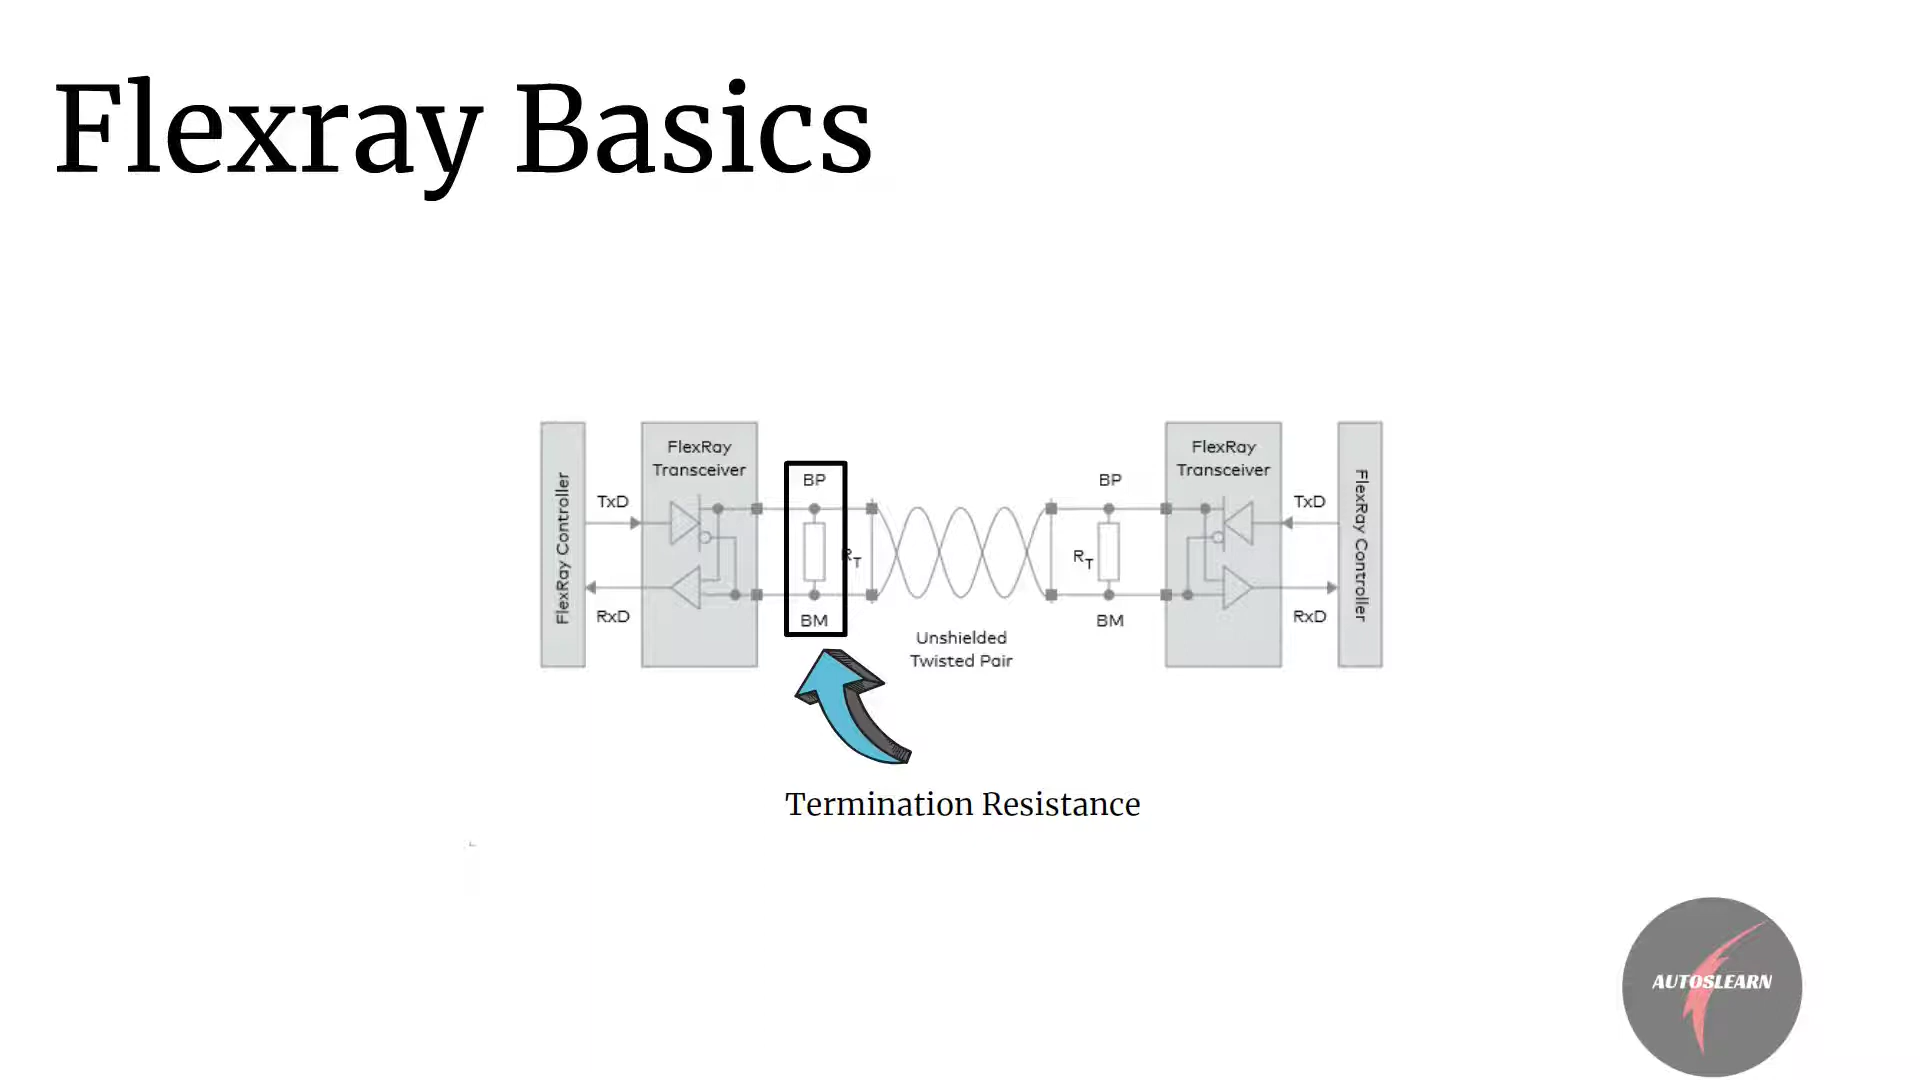 Flexray Basics
FlexRay Controller
TxD
RxD
FlexRay
Transceiver
BP
RT
BM
Unshielded
Twisted Pair
BP
RT
BM
FlexRay
Transceiver
TxD
RxD
FlexRay Controller
Termination Resistance
AUTOSLEARN